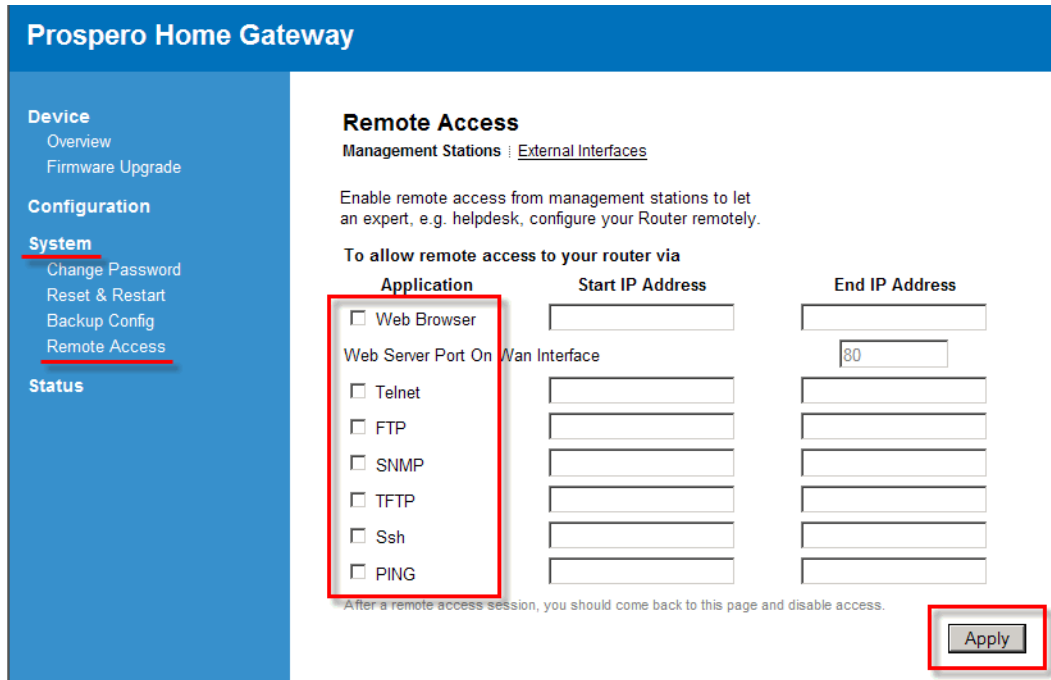 Prospero Home Gateway
Device
Overview
Firmware Upgrade
Configuration
System
Change Password
Reset & Restart
Backup Config
Remote Access
Status
Remote Access
Management Stations External Interfaces
Enable remote access from management stations to let
an expert, e.g. helpdesk, configure your Router remotely.
To allow remote access to your router via
Application Start IP Address End IP Address
Web Browser
Web Server Port On Wan Interface 80
Telnet
FTP
SNMP
TFTP
Ssh
PING
After a remote access session, you should come back to this page and disable access.
Apply